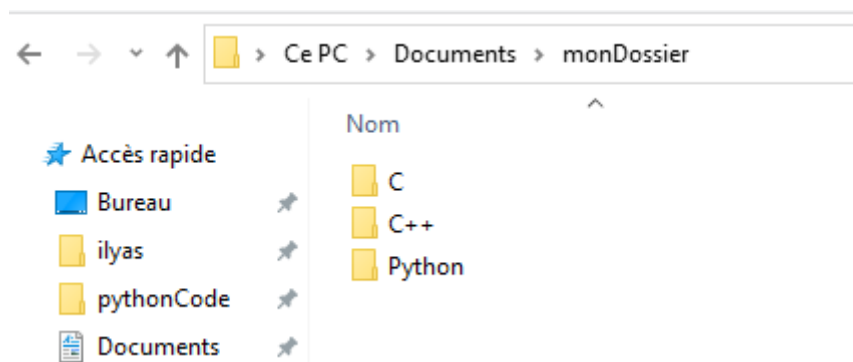 Ce PC > Documents > monDossier
Nom
Accès rapide
Bureau
ilyas
pythonCode
Documents
C
C++
Python